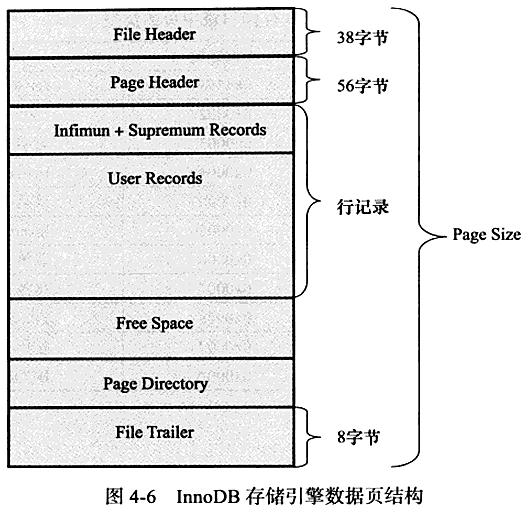 File Header
38字节
Page Header
56字节
Infimun + Supremum Records
User Records
行记录
Page Size
Free Space
Page Directory
File Trailer
8字节
图 4-6 InnoDB 存储引擎数据页结构